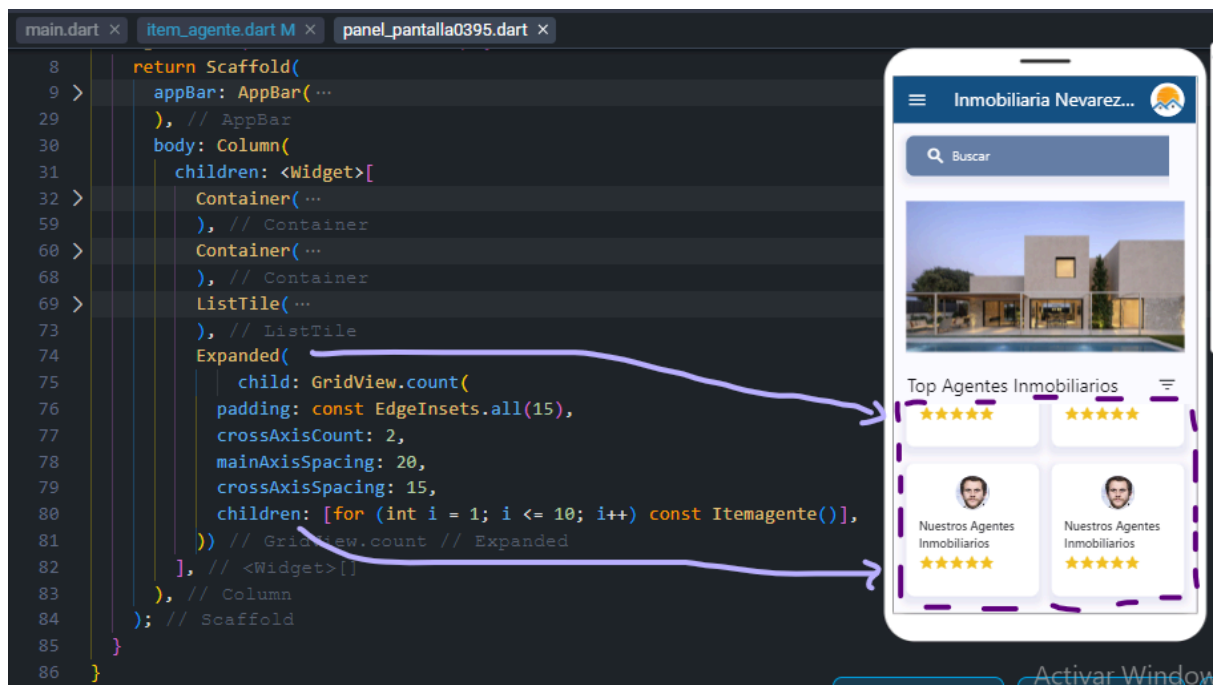 main.dart ×
item_agente.dart M ×
panel_pantalla0395.dart ×
8 return Scaffold(
9 > appBar: AppBar( ···
29 ), // AppBar
30 body: Column(
31 children: <Widget>[
32 > Container( ···
59 ), // Container
60 > Container( ···
68 ), // Container
69 > ListTile( ···
73 ), // ListTile
74 Expanded(
75 child: GridView.count(
76 padding: const EdgeInsets.all(15),
77 crossAxisCount: 2,
78 mainAxisSpacing: 20,
79 crossAxisSpacing: 15,
80 children: [for (int i = 1; i <= 10; i++) const Itemagente()],
81 )) // GridView.count // Expanded
82 ], // <Widget>[]
83 ), // Column
84 ); // Scaffold
85 }
86 }
Inmobiliaria Nevarez...
Buscar
Top Agentes Inmobiliarios
Nuestros Agentes
Inmobiliarios
Nuestros Agentes
Inmobiliarios
Activar Window